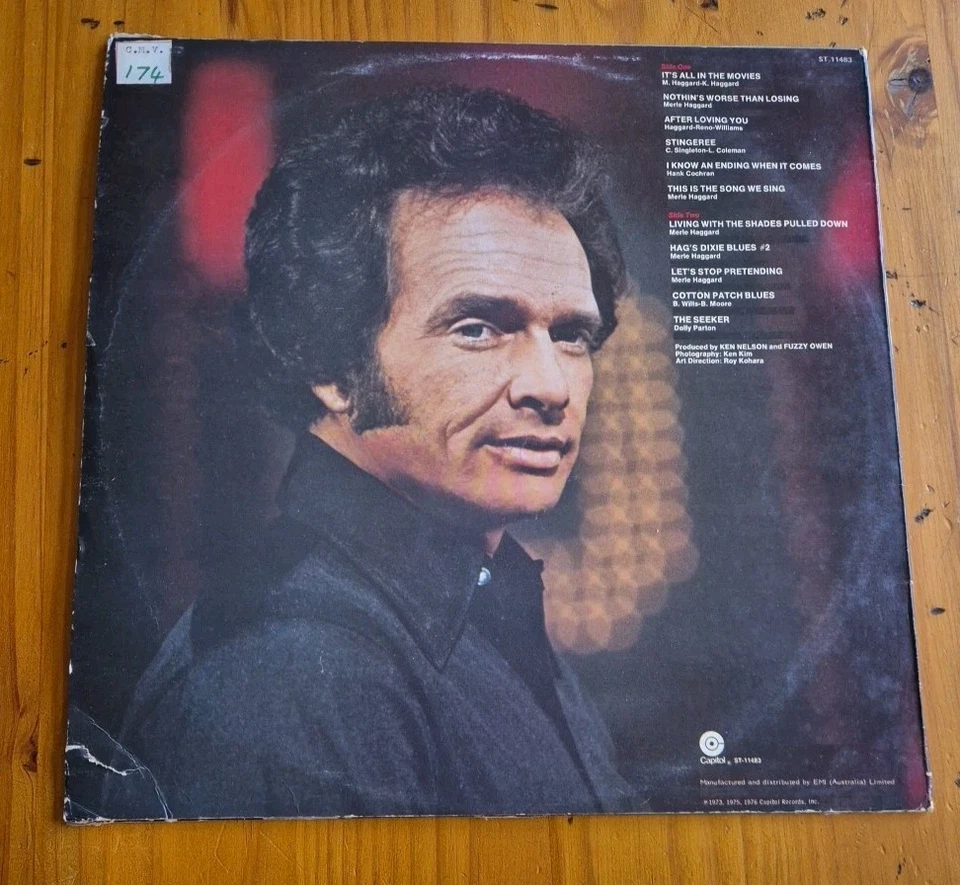 C.M.V.
174
ST.11483
Side One
IT'S ALL IN THE MOVIES
M. Haggard-K. Haggard
NOTHIN'S WORSE THAN LOSING
Merle Haggard
AFTER LOVING YOU
Haggard-Reno-Williams
STINGEREE
C. Singleton-L. Coleman
I KNOW AN ENDING WHEN IT COMES
Hank Cochran
THIS IS THE SONG WE SING
Merle Haggard
Side Two
LIVING WITH THE SHADES PULLED DOWN
Merle Haggard
HAG'S DIXIE BLUES #2
Merle Haggard
LET'S STOP PRETENDING
Merle Haggard
COTTON PATCH BLUES
B. Wills-B. Moore
THE SEEKER
Dolly Parton
Produced by KEN NELSON and FUZZY OWEN
Photography: Ken Kim
Art Direction: Roy Kohara
Capitol® ST-11483
Manufactured and distributed by EMI (Australia) Limited
℗1973, 1975, 1976 Capitol Records, Inc.